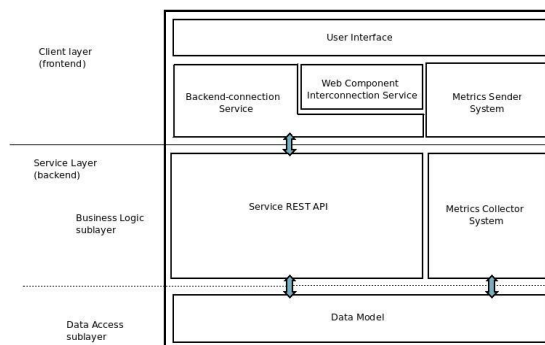 Client layer
(frontend)
User Interface
Backend-connection
Service
Web Component
Interconnection Service
Metrics Sender
System
Service Layer
(backend)
Business Logic
sublayer
Service REST API
Metrics Collector
System
Data Access
sublayer
Data Model